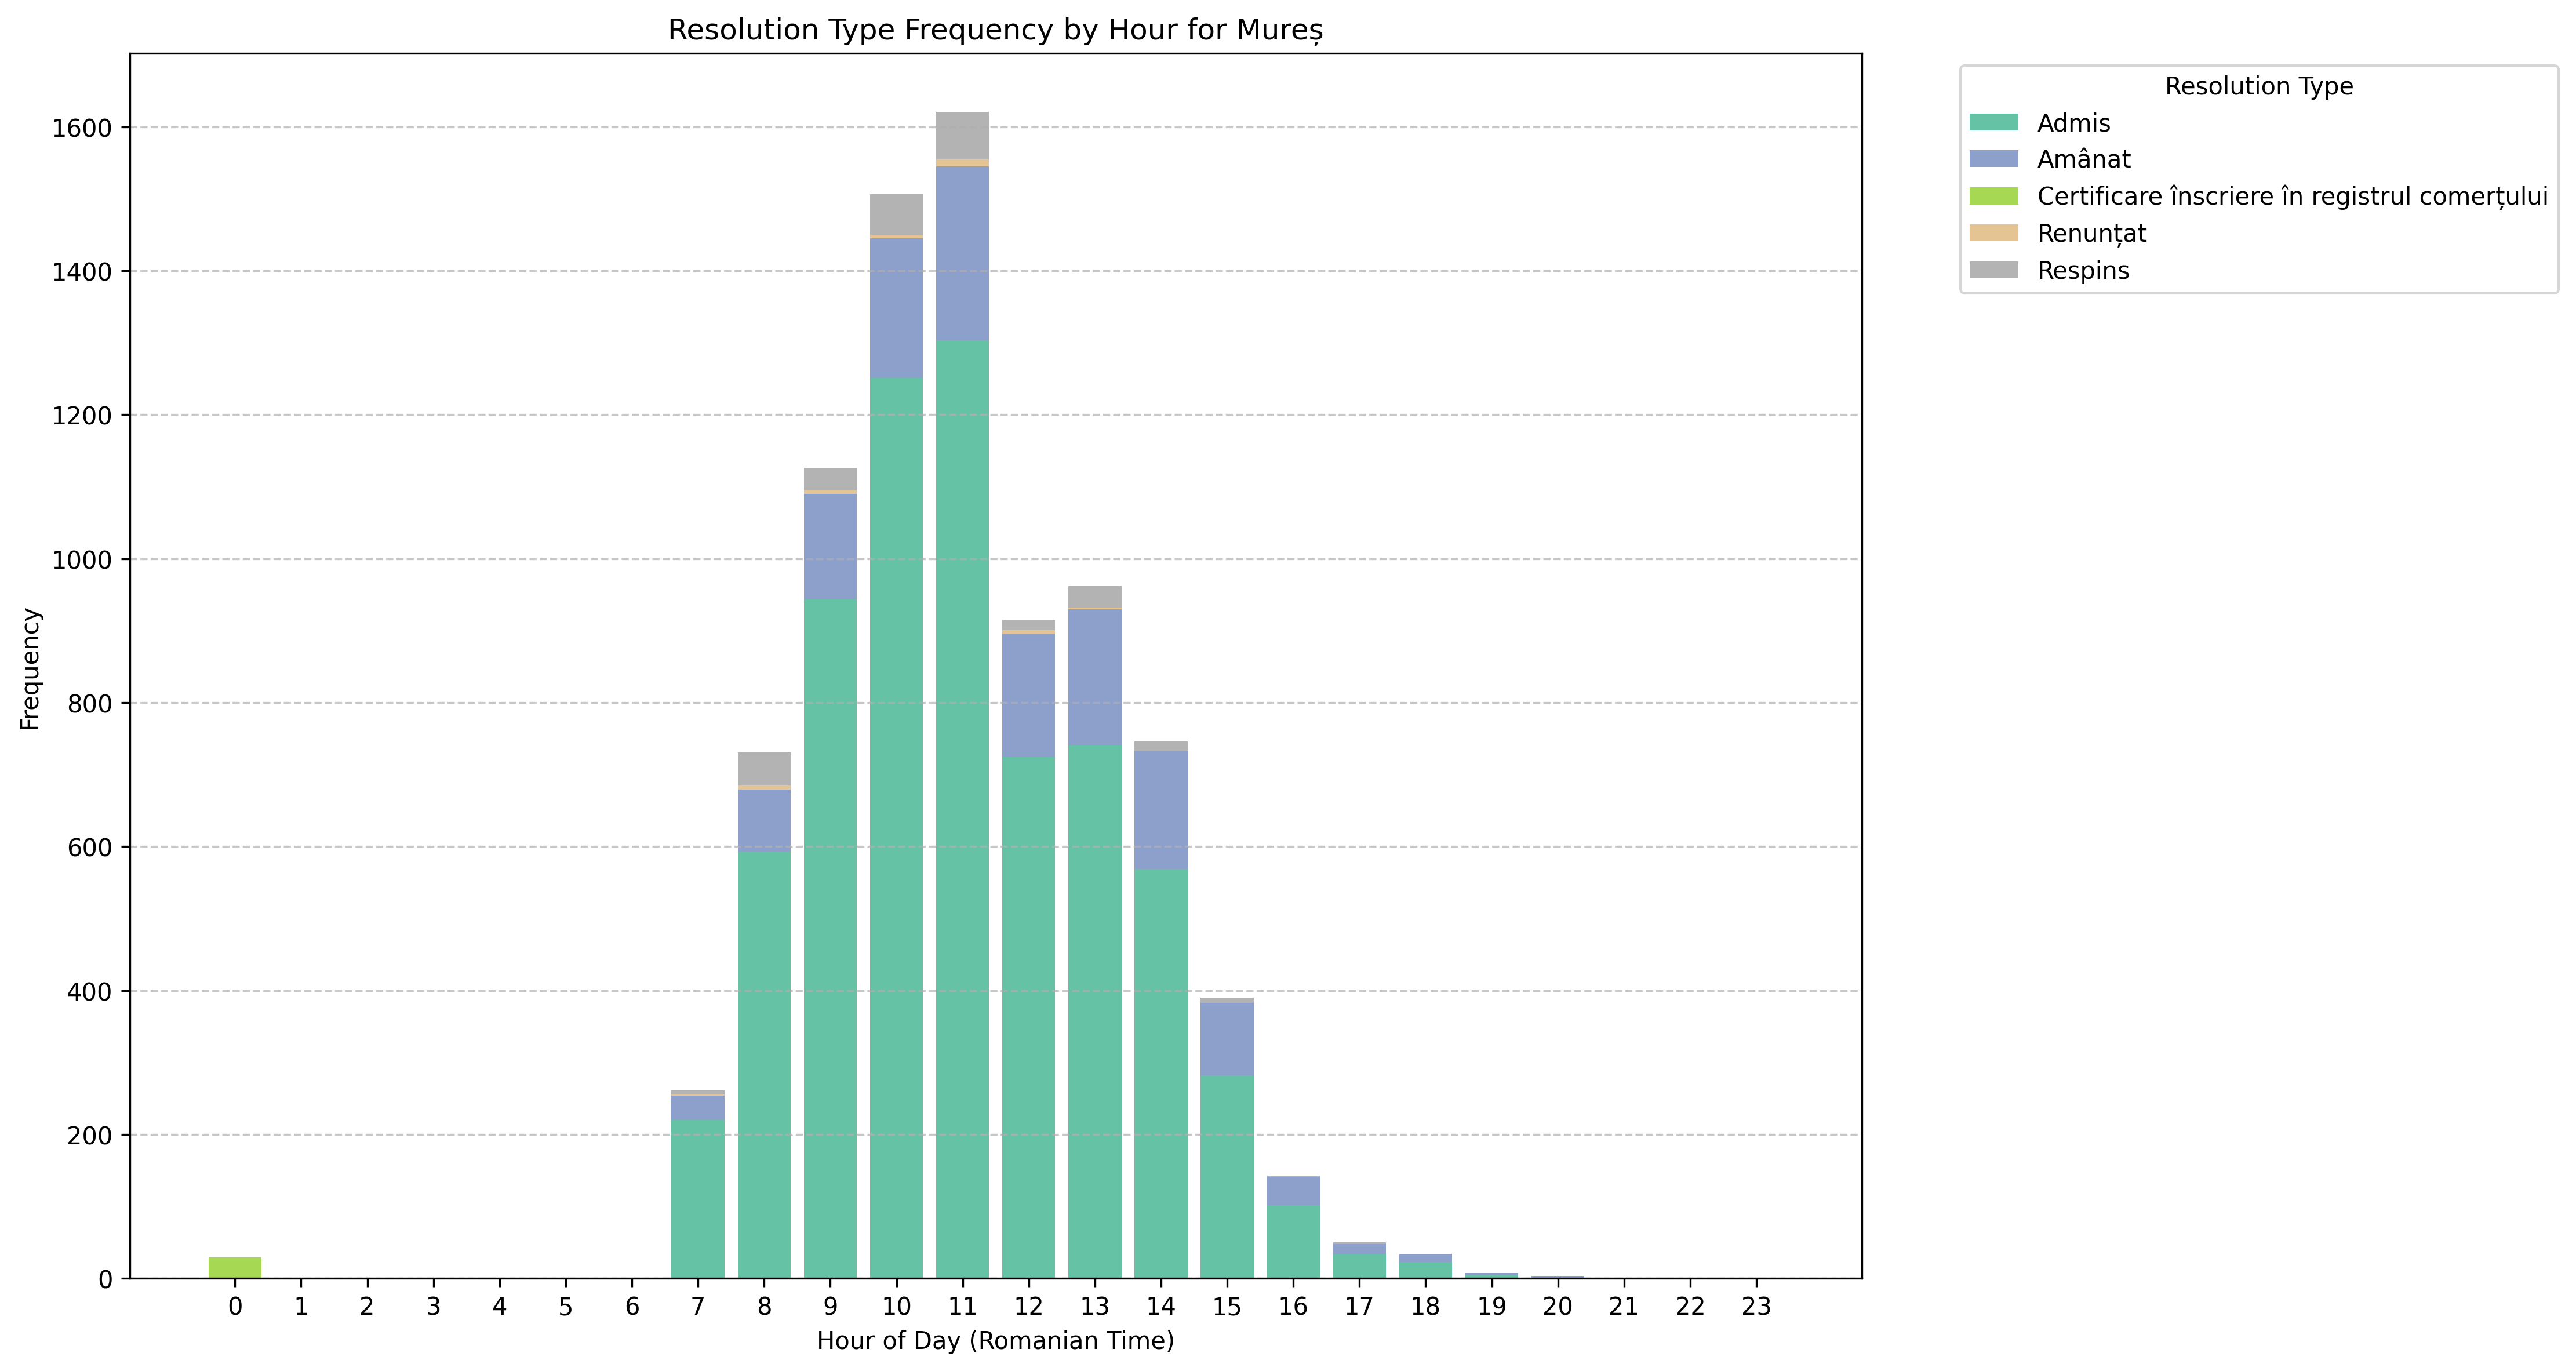 Resolution Type Frequency by Hour for Mureș
Resolution Type
Admis
Amânat
Certificare înscriere în registrul comerțului
Renunțat
Respins
Frequency
1600
1400
1200
1000
800
600
400
200
0
0 1 2 3 4 5 6 7 8 9 10 11 12 13 14 15 16 17 18 19 20 21 22 23
Hour of Day (Romanian Time)